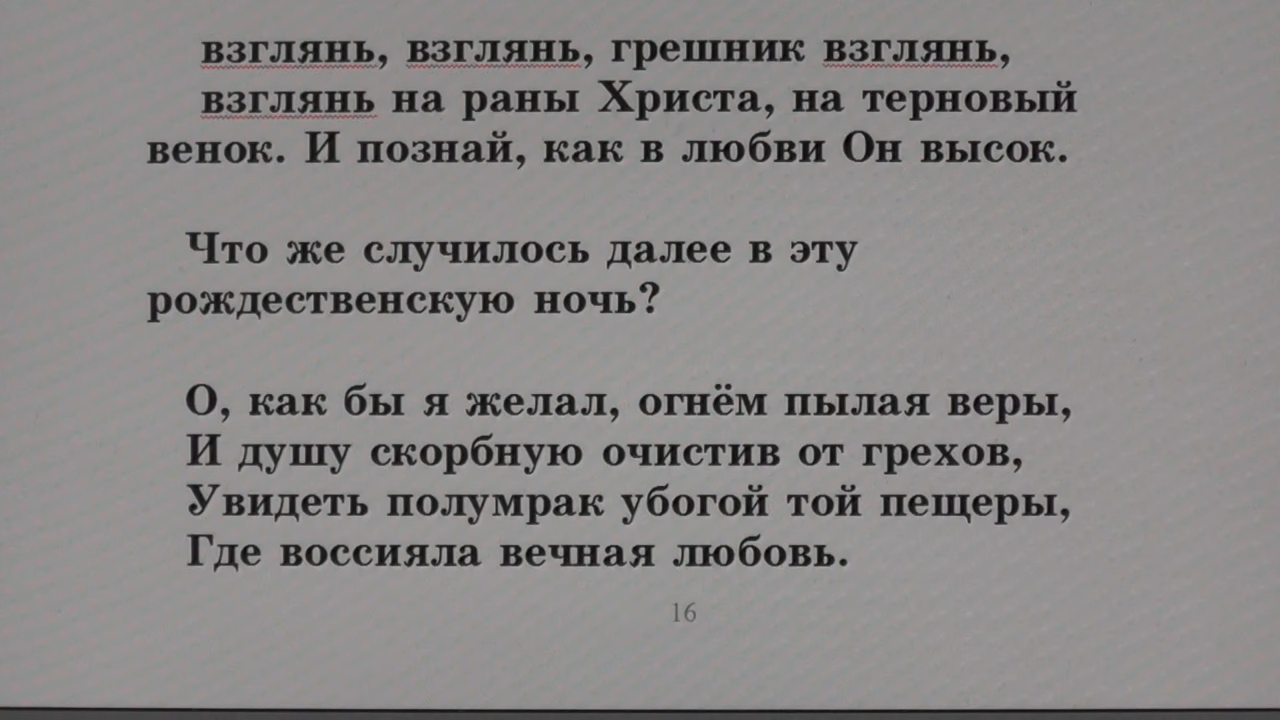 взглянь, взглянь, грешник взглянь,
взглянь на раны Христа, на терновый
венок. И познай, как в любви Он высок.
Что же случилось далее в эту
рождественскую ночь?
О, как бы я желал, огнём пылая веры,
И душу скорбную очистив от грехов,
Увидеть полумрак убогой той пещеры,
Где воссияла вечная любовь.
16